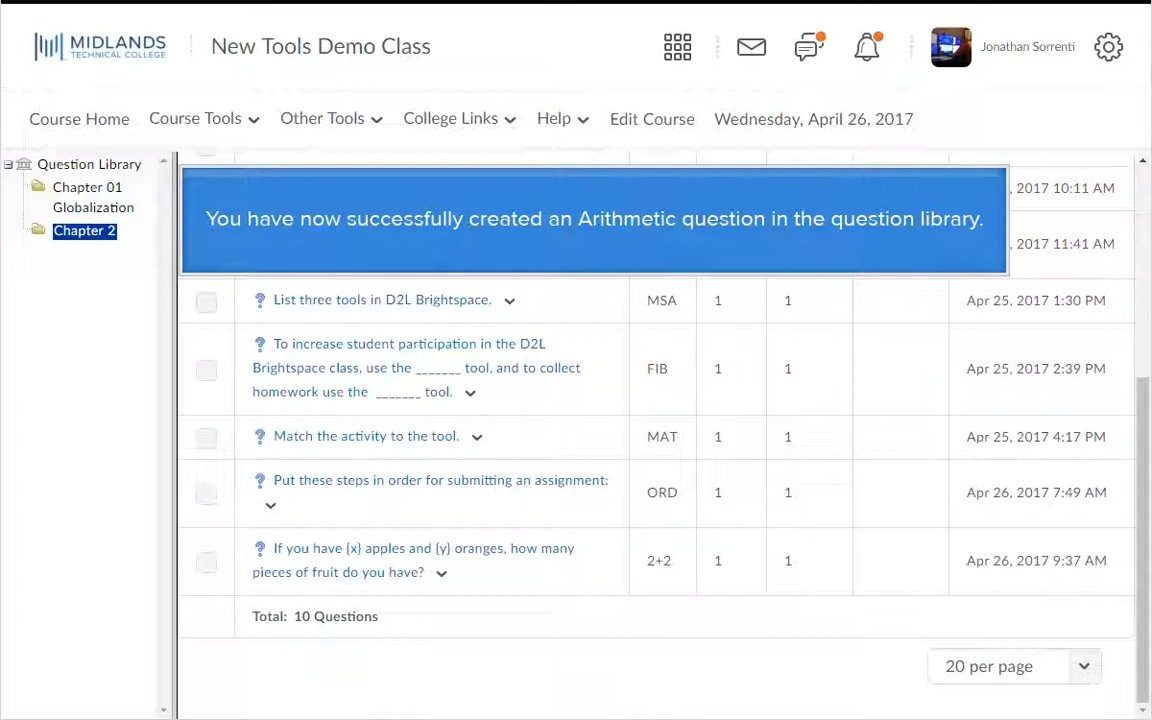 MIDLANDS
TECHNICAL COLLEGE
New Tools Demo Class
Jonathan Sorrenti
Course Home Course Tools Other Tools College Links Help Edit Course Wednesday, April 26, 2017
Question Library
Chapter 01
Globalization
Chapter 2
, 2017 10:11 AM
You have now successfully created an Arithmetic question in the question library.
, 2017 11:41 AM
? List three tools in D2L Brightspace. MSA 1 1 Apr 25, 2017 1:30 PM
? To increase student participation in the D2L
Brightspace class, use the _______ tool, and to collect
homework use the _______ tool.
FIB 1 1 Apr 25, 2017 2:39 PM
? Match the activity to the tool. MAT 1 1 Apr 25, 2017 4:17 PM
? Put these steps in order for submitting an assignment:
ORD 1 1 Apr 26, 2017 7:49 AM
? If you have {x} apples and {y} oranges, how many
pieces of fruit do you have?
2+2 1 1 Apr 26, 2017 9:37 AM
Total: 10 Questions
20 per page